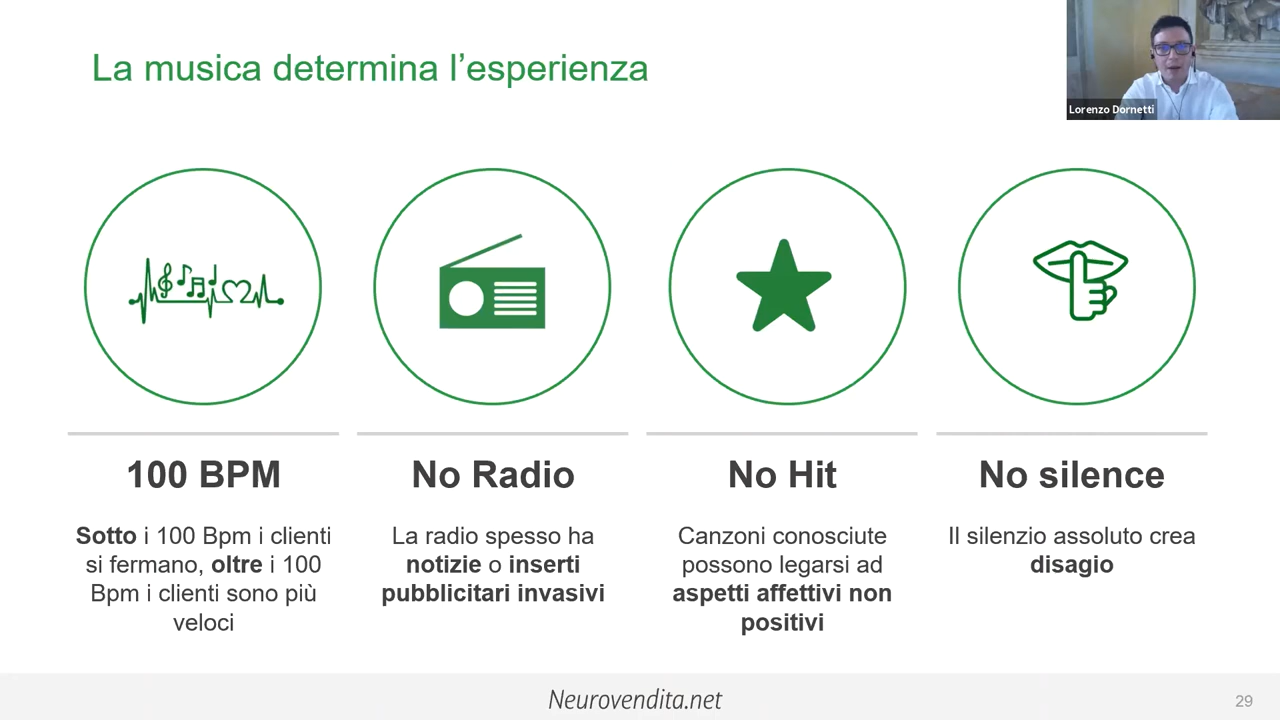 La musica determina l’esperienza
Lorenzo Dornetti
100 BPM
Sotto i 100 Bpm i clienti
si fermano, oltre i 100
Bpm i clienti sono più
veloci
No Radio
La radio spesso ha
notizie o inserti
pubblicitari invasivi
No Hit
Canzoni conosciute
possono legarsi ad
aspetti affettivi non
positivi
No silence
Il silenzio assoluto crea
disagio
Neurovendita.net
29